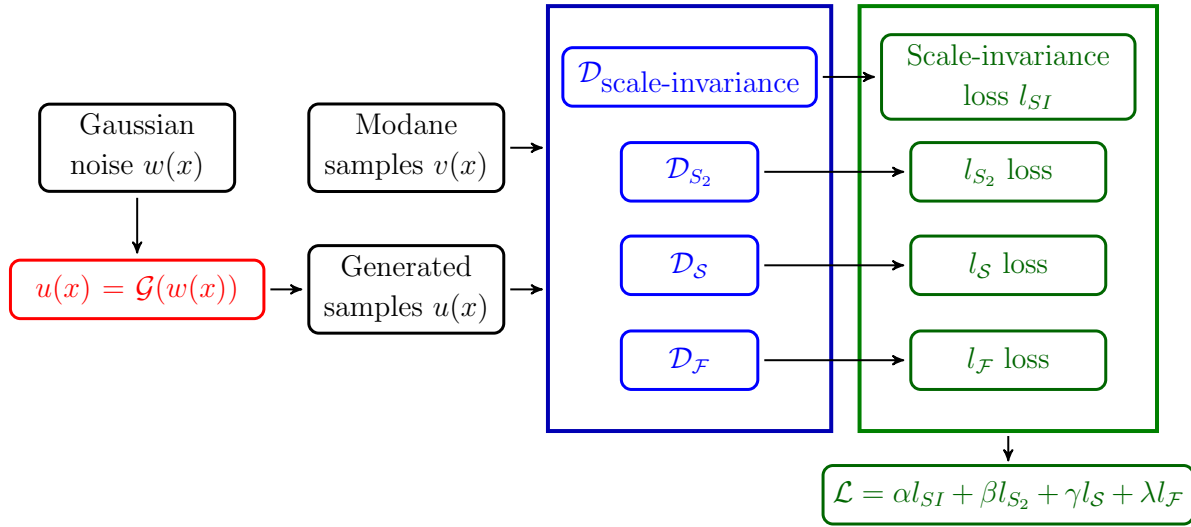 Gaussian
noise w(x)
u(x) = 𝒢(w(x))
Modane
samples v(x)
Generated
samples u(x)
𝒟scale-invariance
𝒟S₂
𝒟𝒮
𝒟ℱ
Scale-invariance
loss lSI
lS₂ loss
l𝒮 loss
lℱ loss
ℒ = αlSI + βlS₂ + γl𝒮 + λlℱ